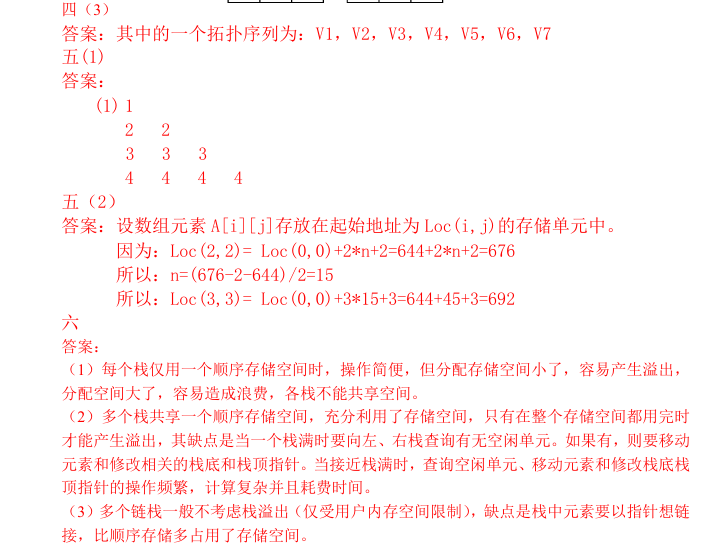 四（3）
答案：其中的一个拓扑序列为：V1，V2，V3，V4，V5，V6，V7
五(1)
答案：
(1) 1
2 2
3 3 3
4 4 4 4
五（2）
答案：设数组元素 A[i][j]存放在起始地址为 Loc(i,j)的存储单元中。
因为：Loc(2,2)= Loc(0,0)+2*n+2=644+2*n+2=676
所以：n=(676-2-644)/2=15
所以：Loc(3,3)= Loc(0,0)+3*15+3=644+45+3=692
六
答案：
（1）每个栈仅用一个顺序存储空间时，操作简便，但分配存储空间小了，容易产生溢出，
分配空间大了，容易造成浪费，各栈不能共享空间。
（2）多个栈共享一个顺序存储空间，充分利用了存储空间，只有在整个存储空间都用完时
才能产生溢出，其缺点是当一个栈满时要向左、右栈查询有无空闲单元。如果有，则要移动
元素和修改相关的栈底和栈顶指针。当接近栈满时，查询空闲单元、移动元素和修改栈底栈
顶指针的操作频繁，计算复杂并且耗费时间。
（3）多个链栈一般不考虑栈溢出（仅受用户内存空间限制），缺点是栈中元素要以指针想链
接，比顺序存储多占用了存储空间。